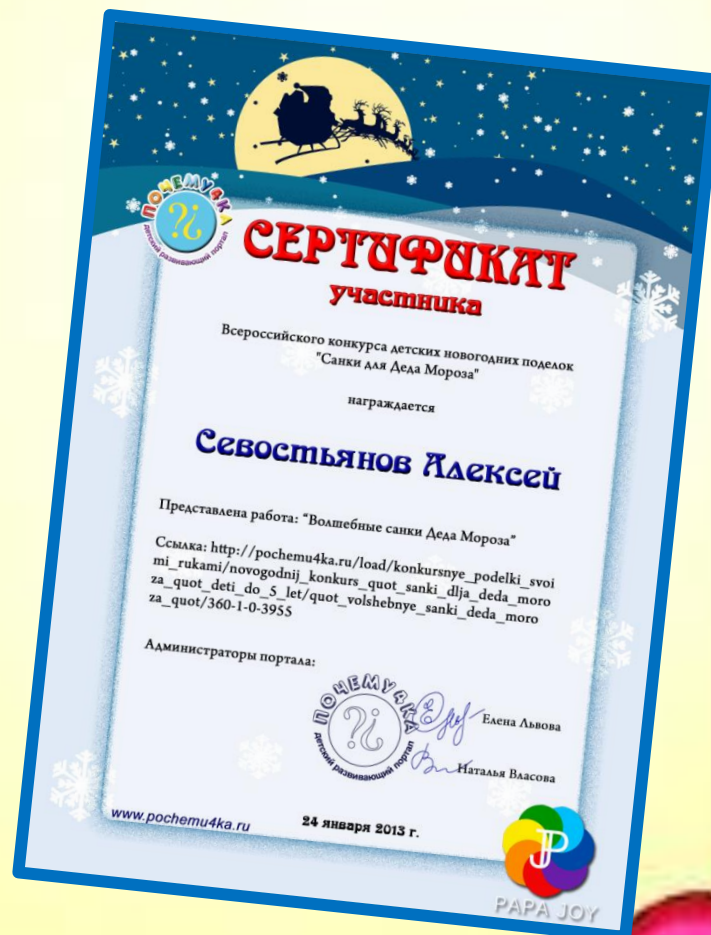 ПОЧЕМУ4КА
детский развивающий портал
СЕРТИФИКАТ
участника
Всероссийского конкурса детских новогодних поделок
"Санки для Деда Мороза"
награждается
Севостьянов Алексей
Представлена работа: "Волшебные санки Деда Мороза"
Ссылка: http://pochemu4ka.ru/load/konkursnye_podelki_svoi
mi_rukami/novogodnij_konkurs_quot_sanki_dlja_deda_moro
za_quot_deti_do_5_let/quot_volshebnye_sanki_deda_moro
za_quot/360-1-0-3955
Администраторы портала:
ПОЧЕМУ4КА
детский развивающий портал
Елена Львова
Наталья Власова
www.pochemu4ka.ru
24 января 2013 г.
JP
PAPA JOY